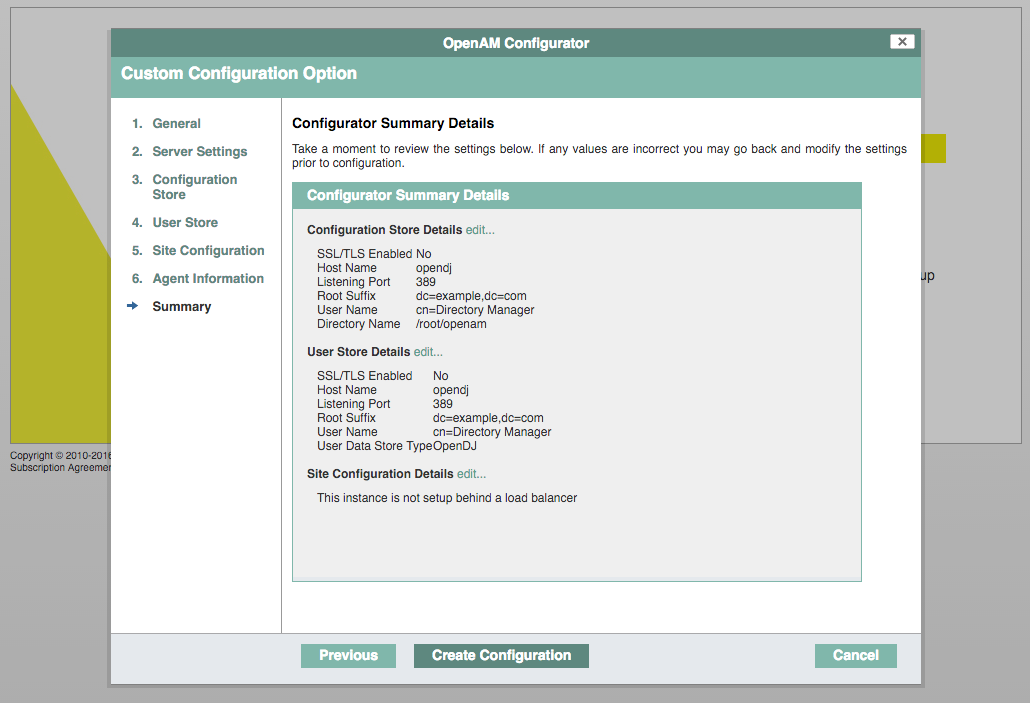 OpenAM Configurator
Custom Configuration Option
1. General
2. Server Settings
3. Configuration
Store
4. User Store
5. Site Configuration
6. Agent Information
Summary
Configurator Summary Details
Take a moment to review the settings below. If any values are incorrect you may go back and modify the settings
prior to configuration.
Configurator Summary Details
Configuration Store Details edit...
SSL/TLS Enabled No
Host Name opendj
Listening Port 389
Root Suffix dc=example,dc=com
User Name cn=Directory Manager
Directory Name /root/openam
User Store Details edit...
SSL/TLS Enabled No
Host Name opendj
Listening Port 389
Root Suffix dc=example,dc=com
User Name cn=Directory Manager
User Data Store Type OpenDJ
Site Configuration Details edit...
This instance is not setup behind a load balancer
Previous
Create Configuration
Cancel
up
Copyright © 2010-2016
Subscription Agreemen